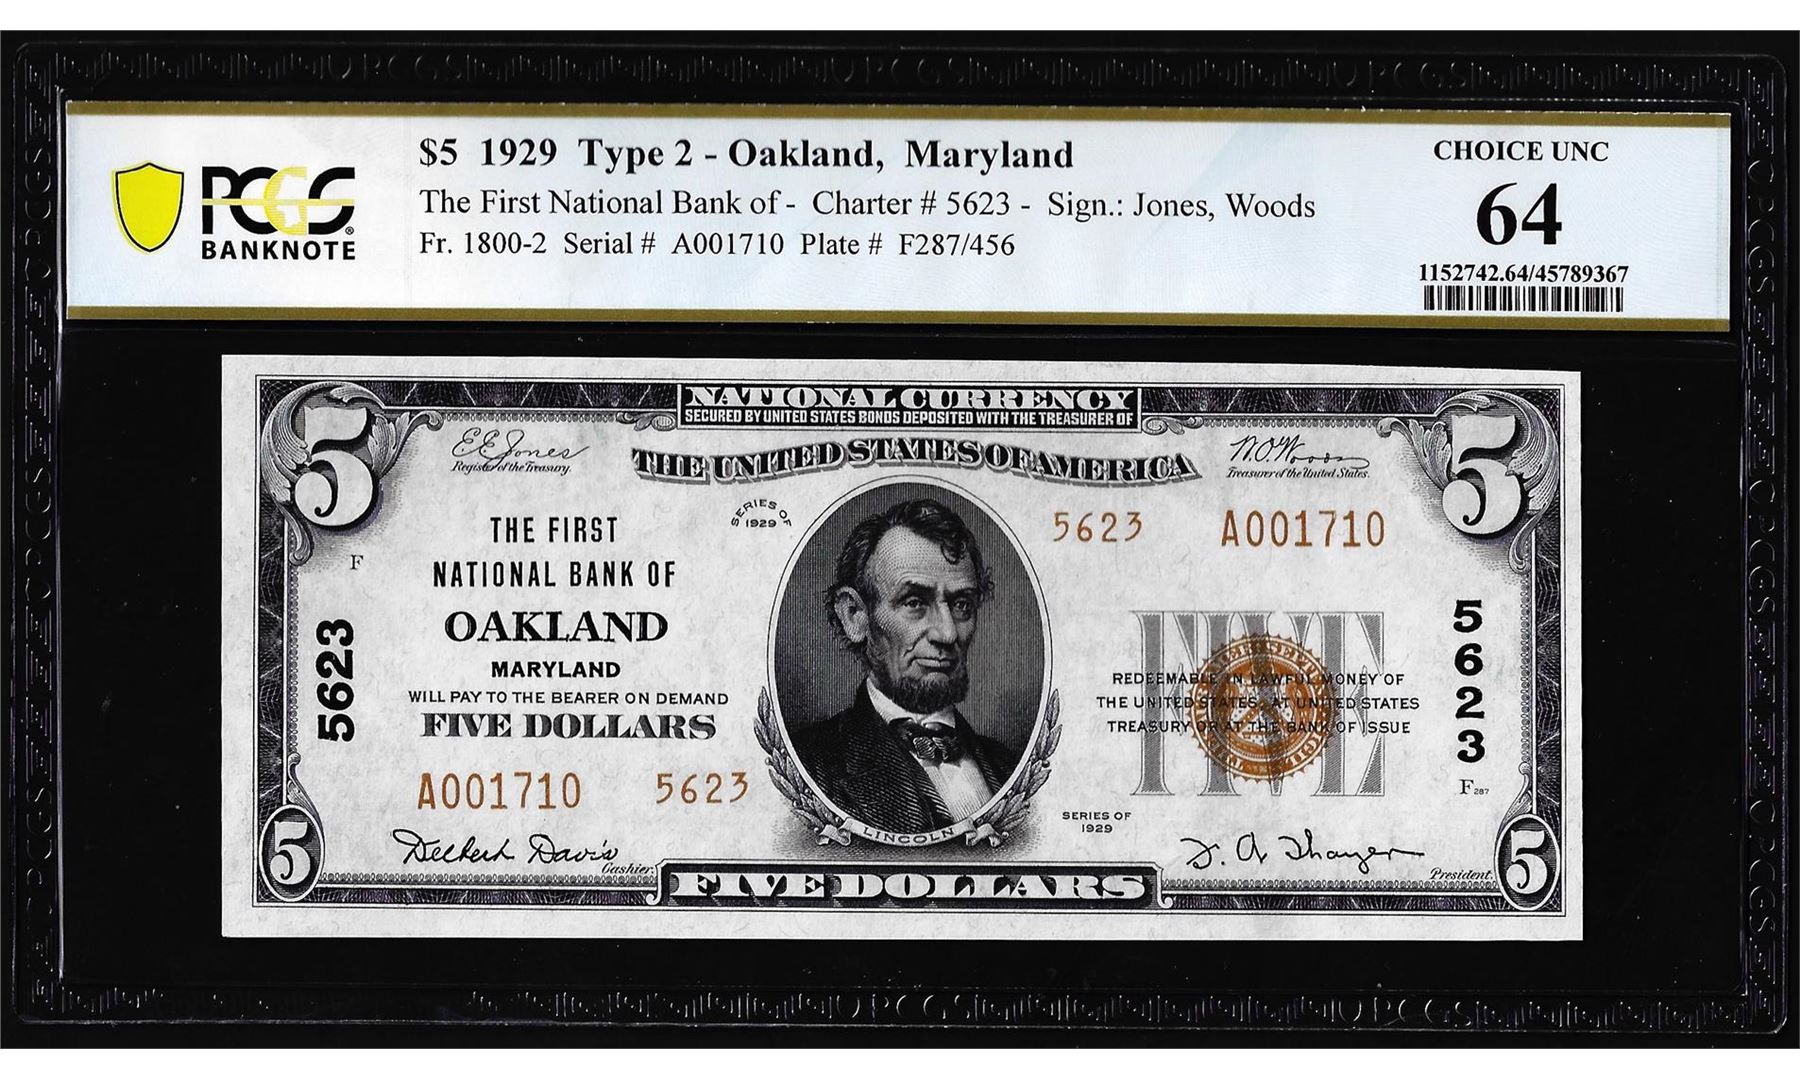 PCGS
BANKNOTE
$5 1929 Type 2 - Oakland, Maryland
The First National Bank of - Charter # 5623 - Sign.: Jones, Woods
Fr. 1800-2 Serial # A001710 Plate # F287/456
CHOICE UNC
64
1152742.64/45789367
NATIONAL CURRENCY
SECURED BY UNITED STATES BONDS DEPOSITED WITH THE TREASURER OF
THE UNITED STATES OF AMERICA
5
5
E.E. Jones
Register of the Treasury.
W.O. Woods
Treasurer of the United States.
SERIES OF
1929
5623 A001710
THE FIRST
NATIONAL BANK OF
OAKLAND
MARYLAND
WILL PAY TO THE BEARER ON DEMAND
FIVE DOLLARS
F
5623
A001710 5623
FIVE
REDEEMABLE IN LAWFUL MONEY OF
THE UNITED STATES AT UNITED STATES
TREASURY OR AT THE BANK OF ISSUE
5623
F287
SERIES OF
1929
LINCOLN
Delbert Davis
Cashier.
D. A. Thayer
President.
5
FIVE DOLLARS
5